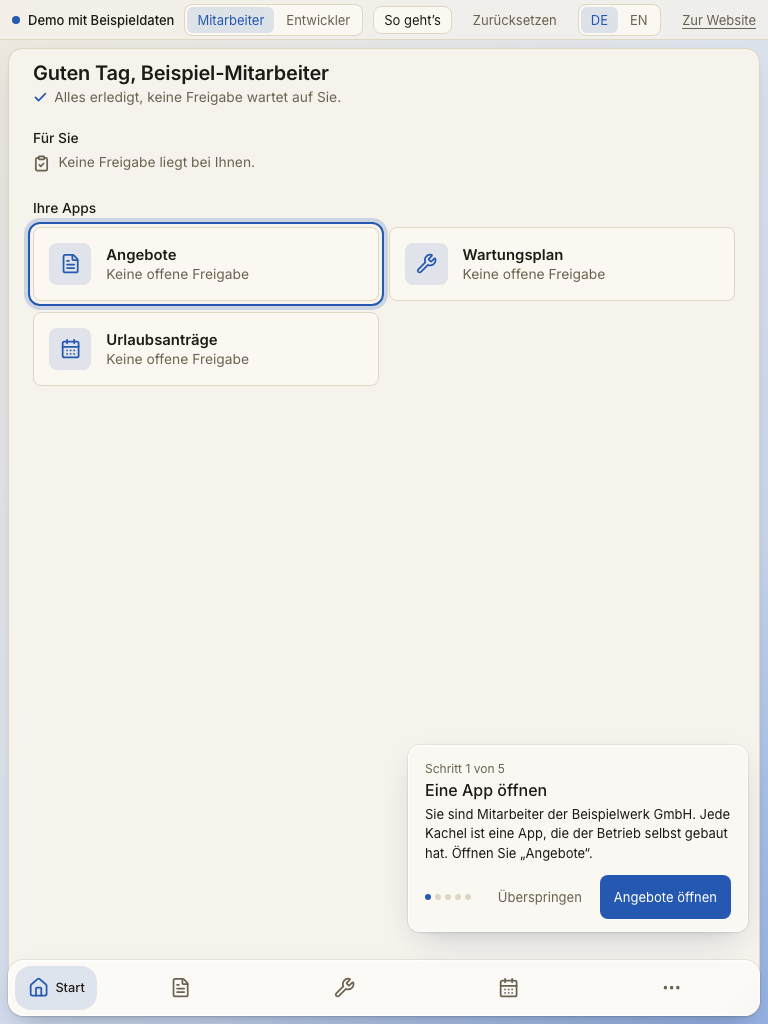 Demo mit Beispieldaten Mitarbeiter Entwickler So geht’s Zurücksetzen DE EN Zur Website
Guten Tag, Beispiel-Mitarbeiter
Alles erledigt, keine Freigabe wartet auf Sie.
Für Sie
Keine Freigabe liegt bei Ihnen.
Ihre Apps
Angebote
Keine offene Freigabe
Wartungsplan
Keine offene Freigabe
Urlaubsanträge
Keine offene Freigabe
Schritt 1 von 5
Eine App öffnen
Sie sind Mitarbeiter der Beispielwerk GmbH. Jede
Kachel ist eine App, die der Betrieb selbst gebaut
hat. Öffnen Sie „Angebote“.
Überspringen Angebote öffnen
Start